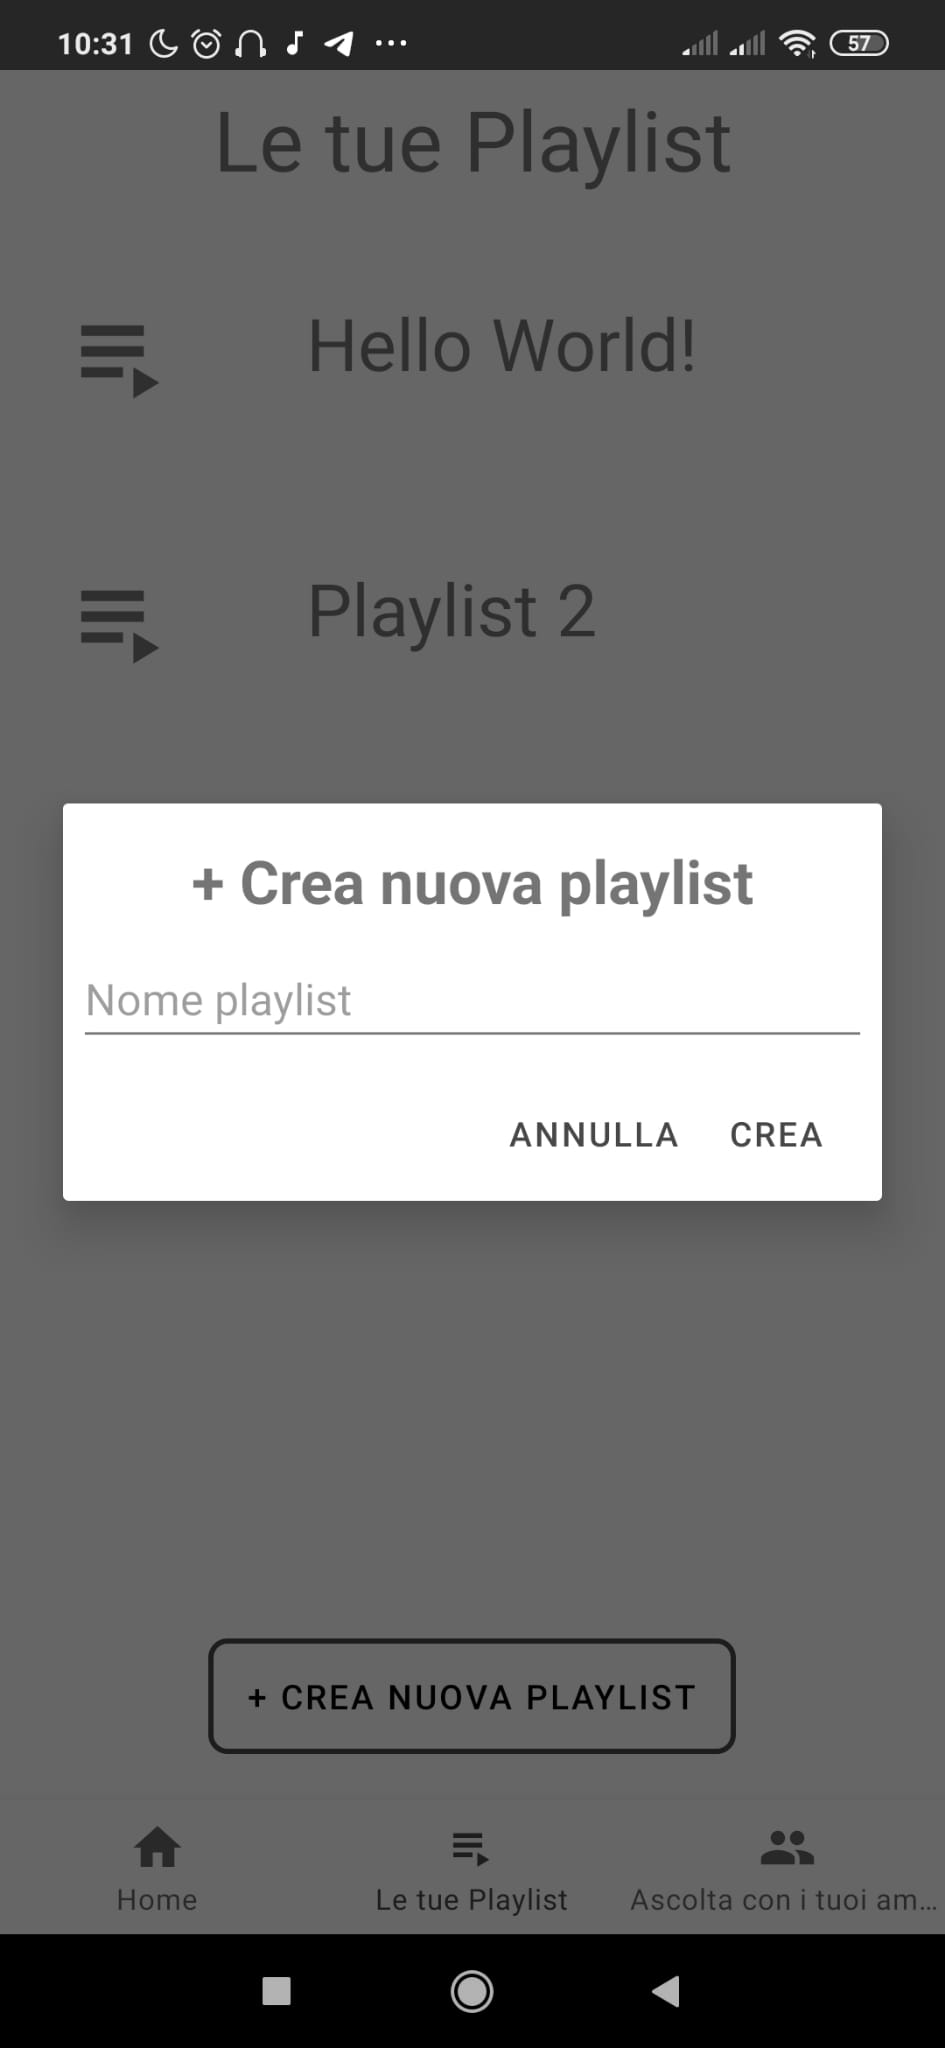 10:31
57
Le tue Playlist
Hello World!
Playlist 2
+ Crea nuova playlist
Nome playlist
ANNULLA CREA
+ CREA NUOVA PLAYLIST
Home Le tue Playlist Ascolta con i tuoi am...